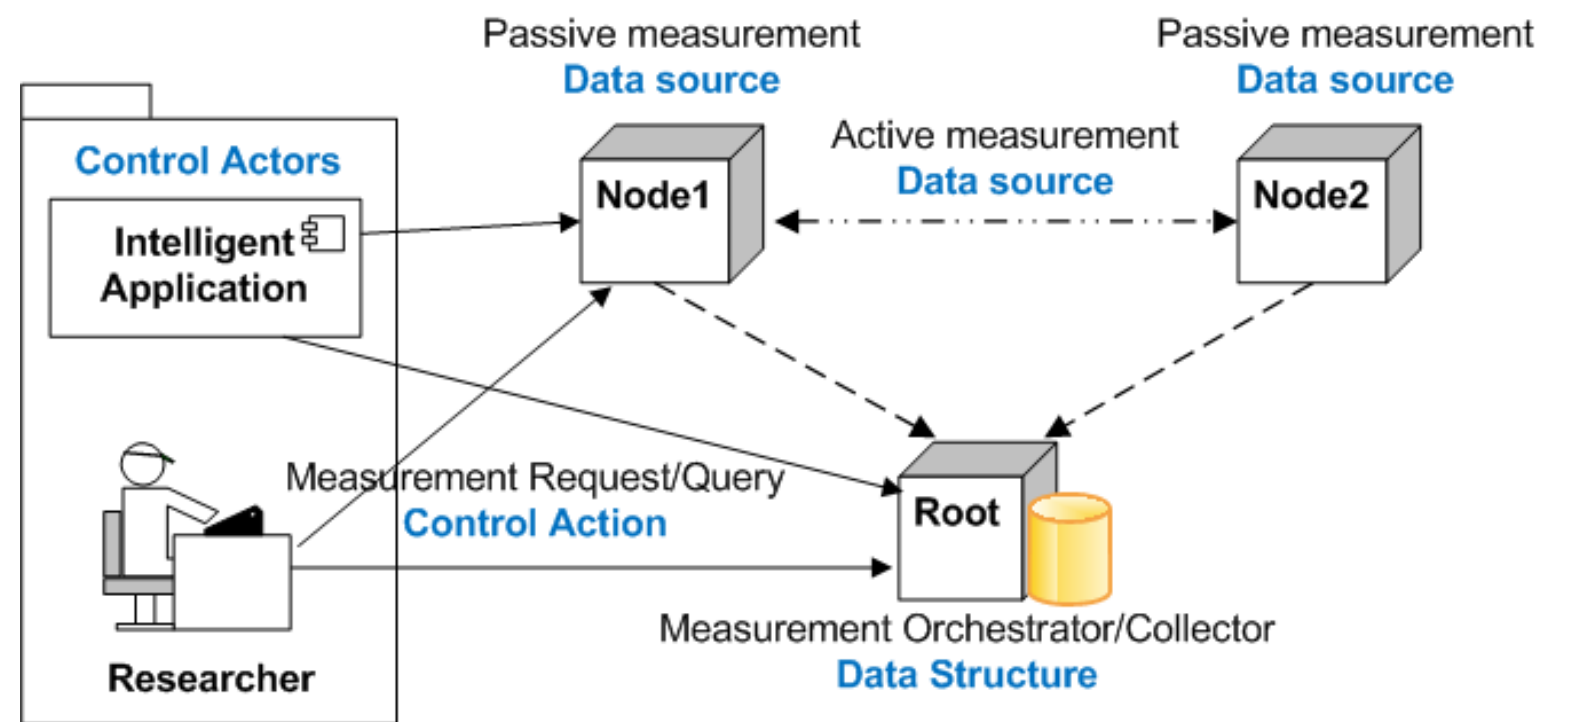 Passive measurement
Data source
Passive measurement
Data source
Active measurement
Data source
Control Actors
Node1
Node2
Intelligent
Application
Measurement Request/Query
Control Action
Root
Measurement Orchestrator/Collector
Data Structure
Researcher